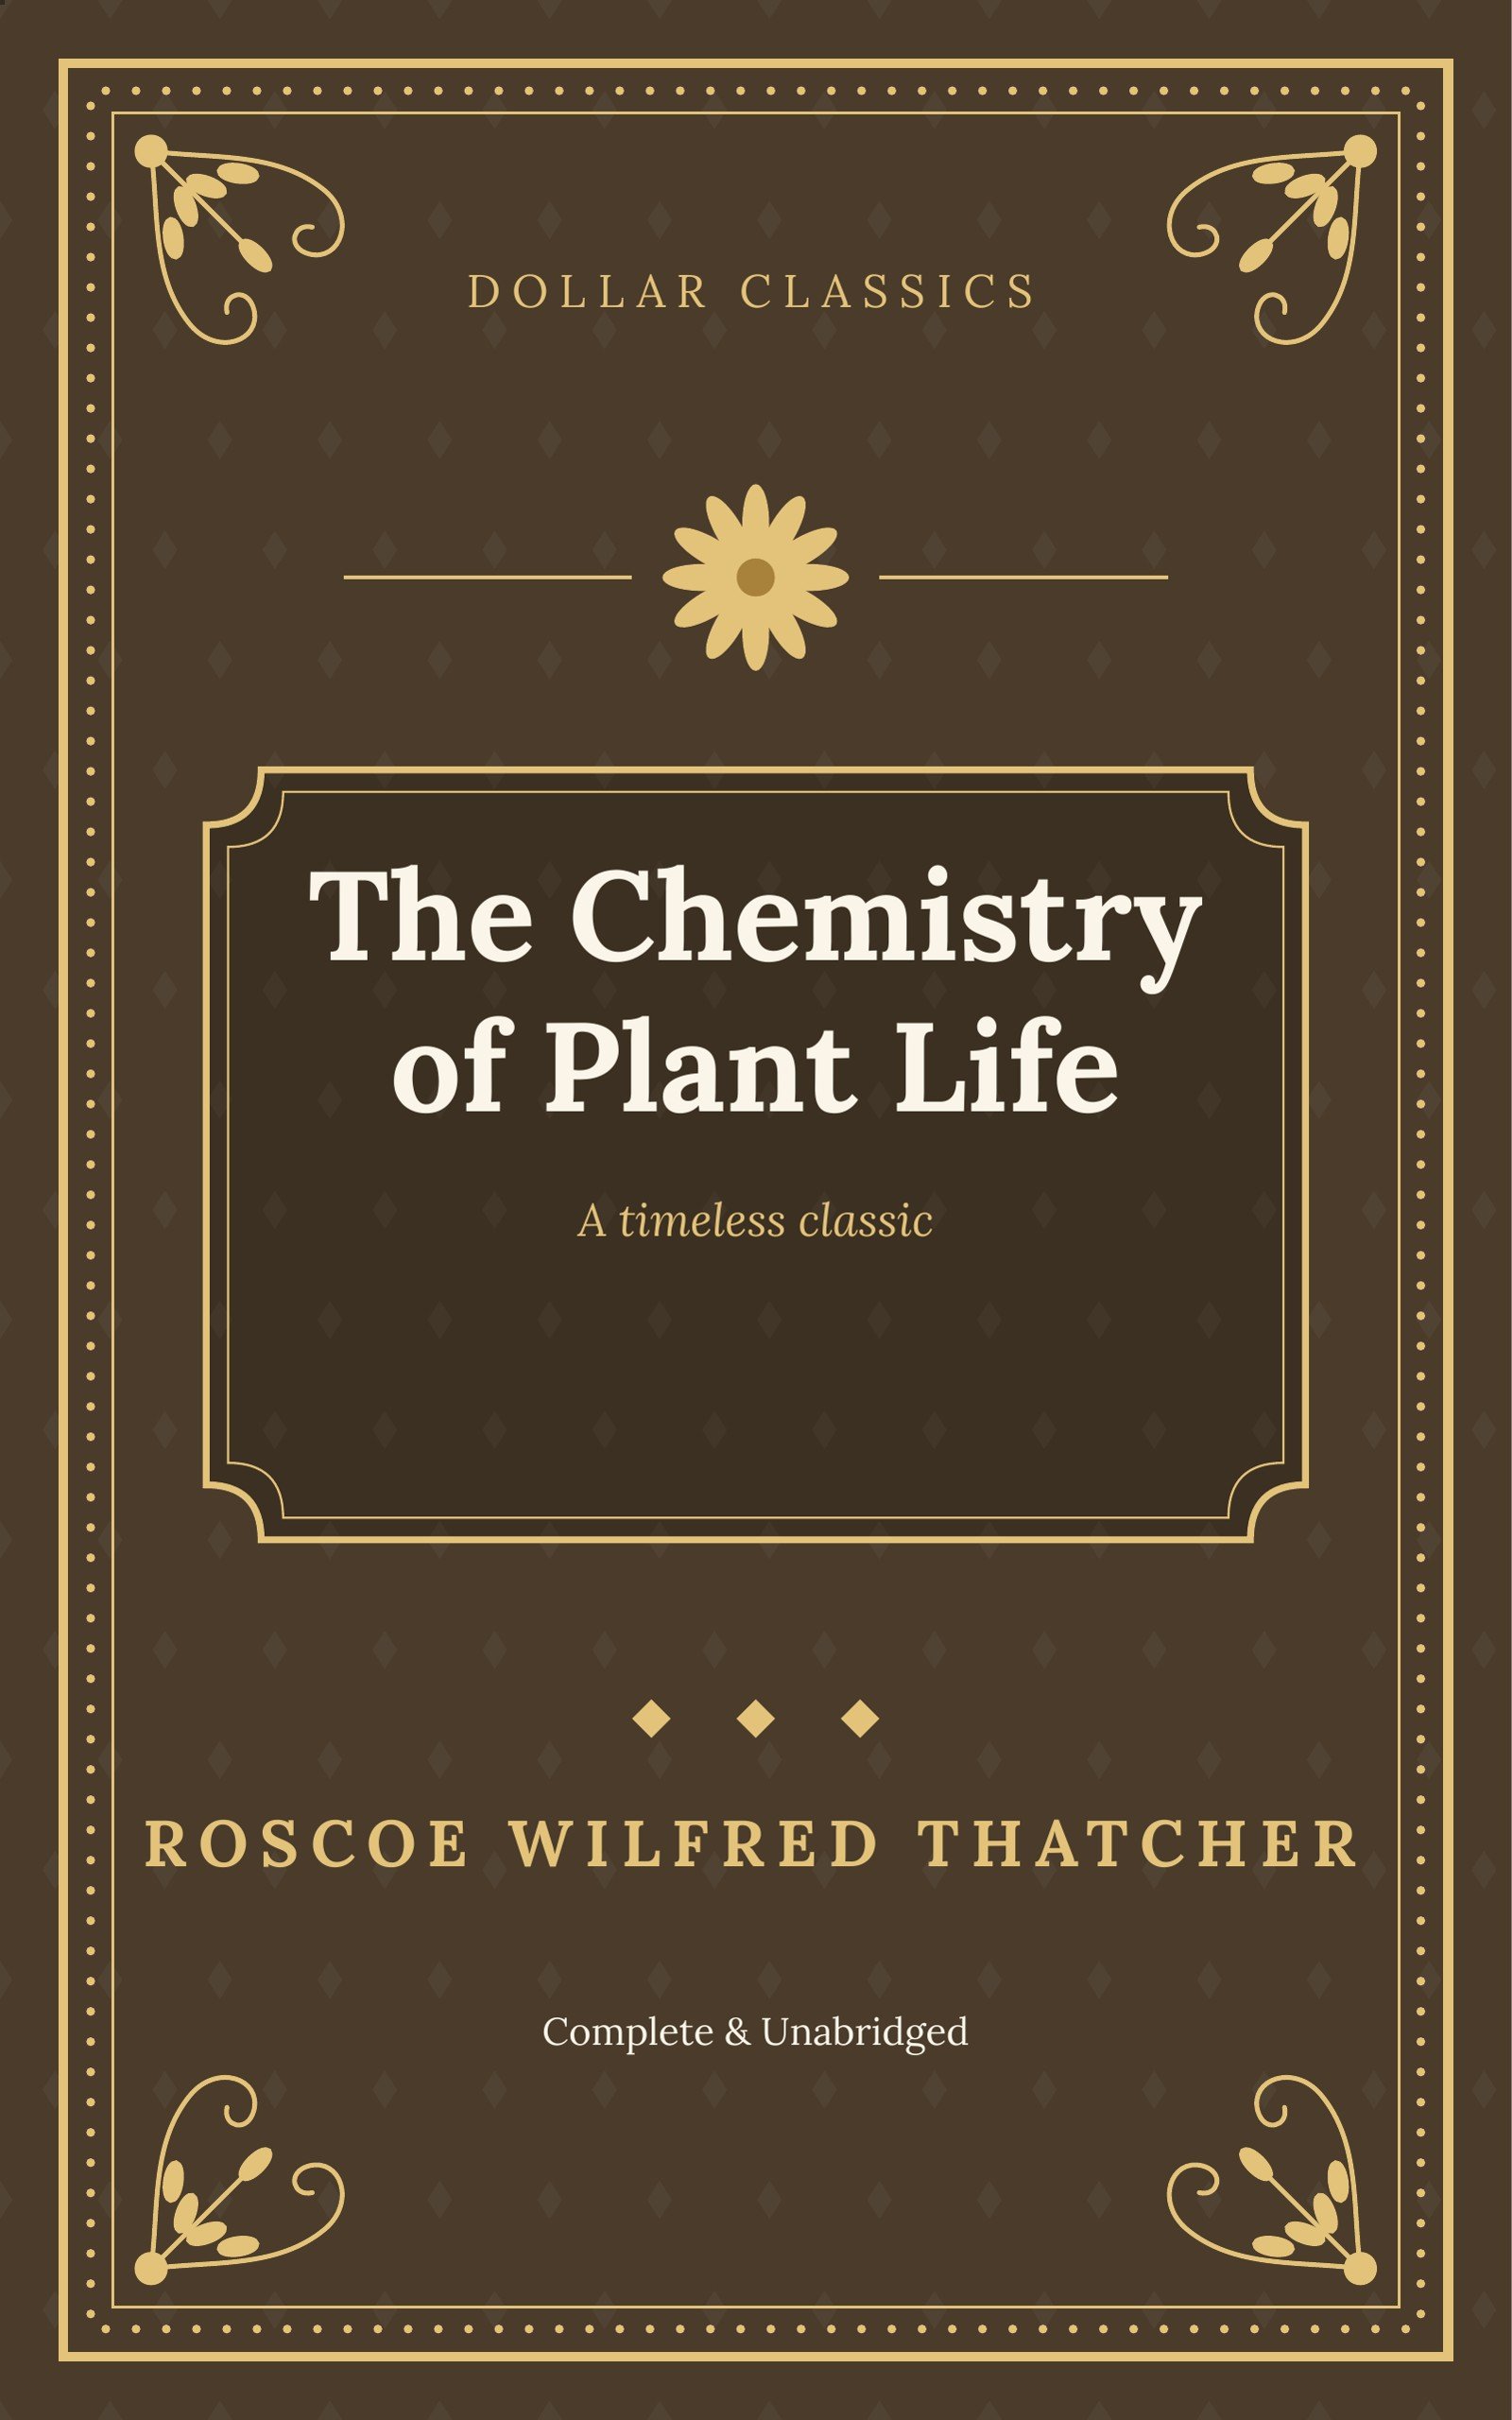 DOLLAR CLASSICS
The Chemistry
of Plant Life
A timeless classic
ROSCOE WILFRED THATCHER
Complete & Unabridged